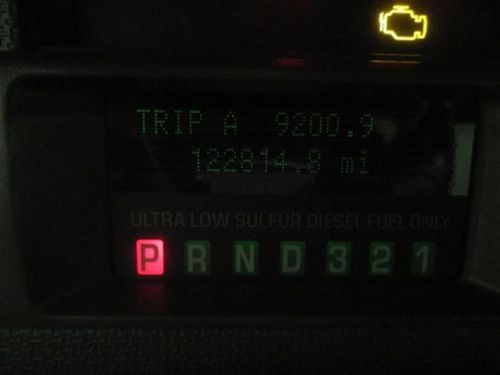 TRIP A 9200.9
122814.8 mi
ULTRA LOW SULFUR DIESEL FUEL ONLY
P R N D 3 2 1